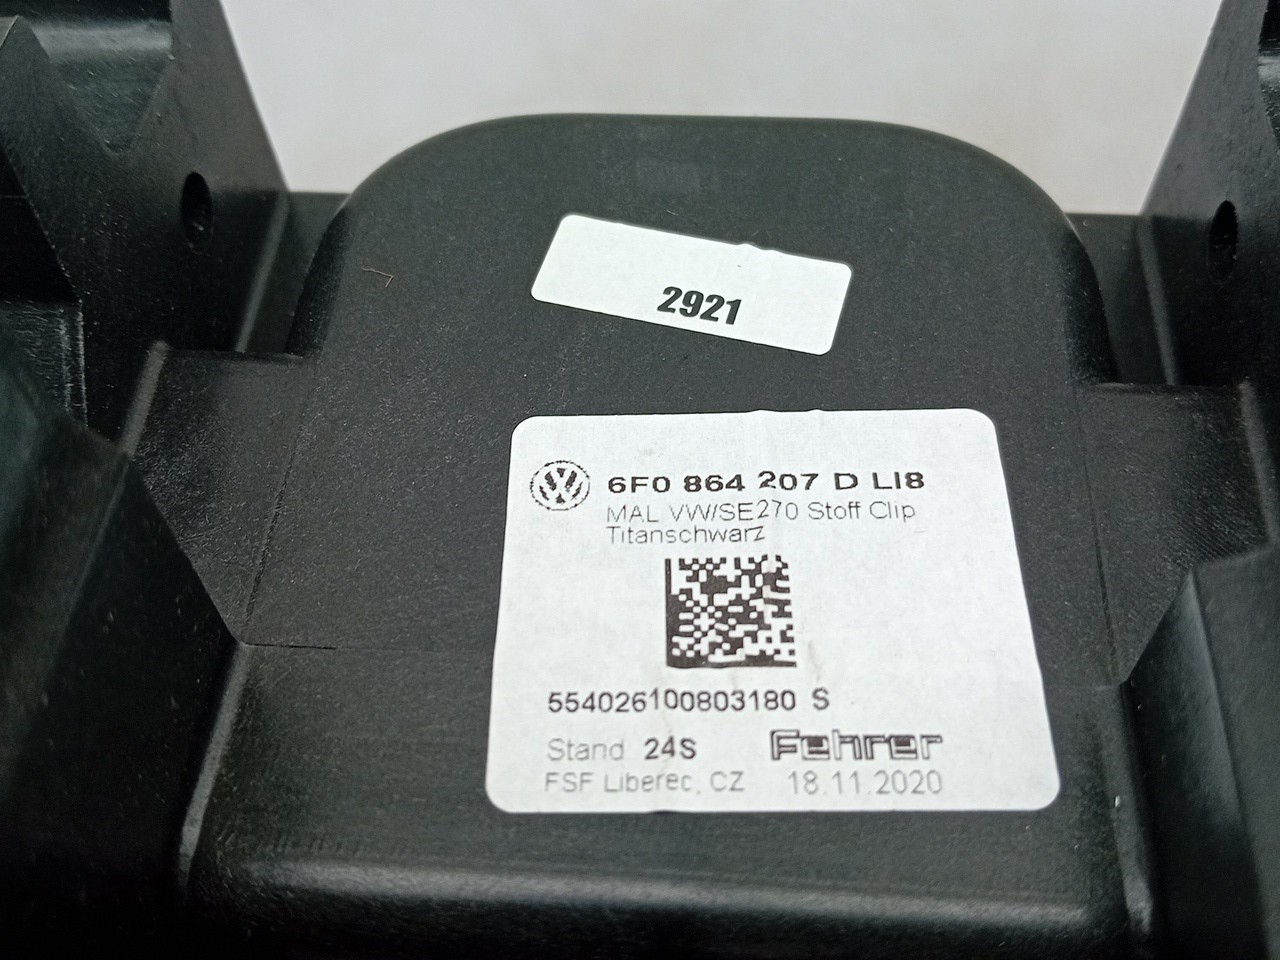 2921
6F0 864 207 D LI8
MAL VW/SE270 Stoff Clip_
Titanschwarz
554026100803180 S
Stand 24S Fehrer
FSF Liberec, CZ 18.11.2020